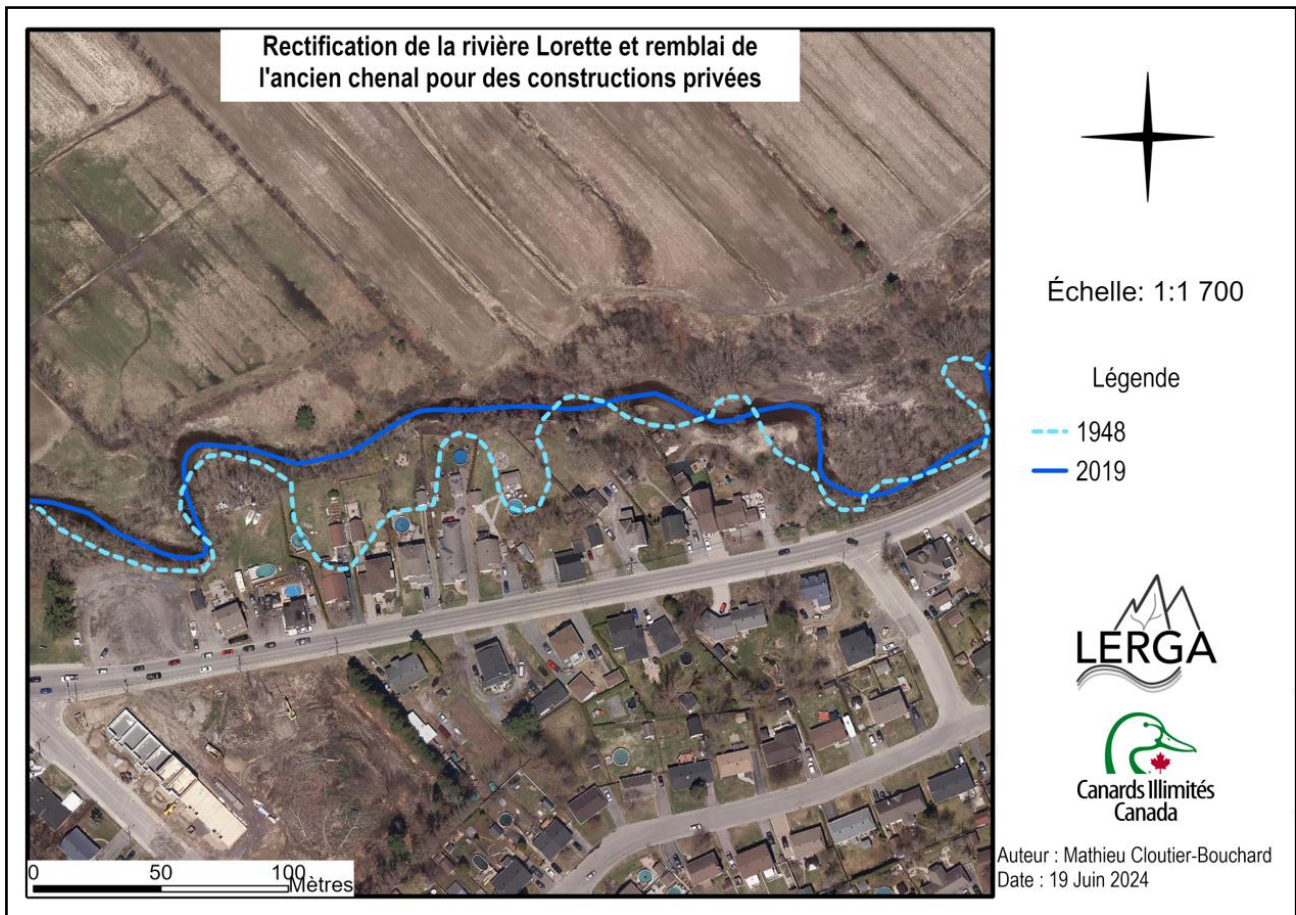 Rectification de la rivière Lorette et remblai de
l'ancien chenal pour des constructions privées
Échelle: 1:1 700
Légende
1948
2019
LERGA
Canards Illimités
Canada
Auteur : Mathieu Cloutier-Bouchard
Date : 19 Juin 2024
0 50 100 Mètres